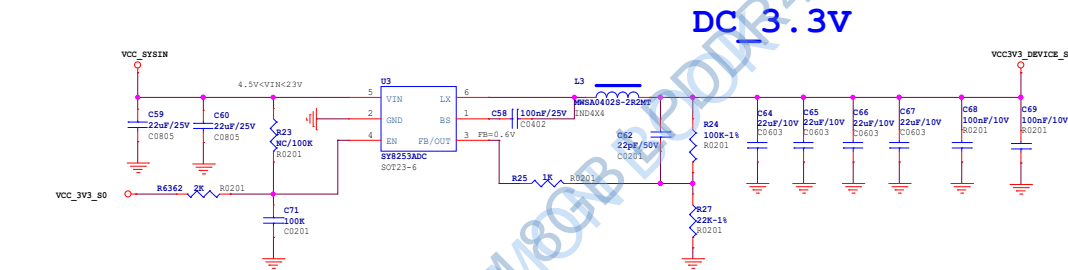 DC_3.3V
VCC_SYSIN
VCC3V3_DEVICE_S
4.5V<VIN<23V
U3
L3
5 VIN LX 6
MWSA0402S-2R2MT
IND4X4
C59
22uF/25V
C0805
C60
22uF/25V
C0805
2 GND BS 1
C58 100nF/25V
C0402
R23
NC/100K
R0201
4 EN FB/OUT 3
FB=0.6V
SY8253ADC
SOT23-6
C62
22pF/50V
C0201
R24
100K-1%
R0201
C64
22uF/10V
C0603
C65
22uF/10V
C0603
C66
22uF/10V
C0603
C67
22uF/10V
C0603
C68
100nF/10V
R0201
C69
100nF/10V
R0201
R25 1K R0201
VCC_3V3_S0
R6362 2K R0201
C71
100K
C0201
R27
22K-1%
R0201
8GB LPDDR4